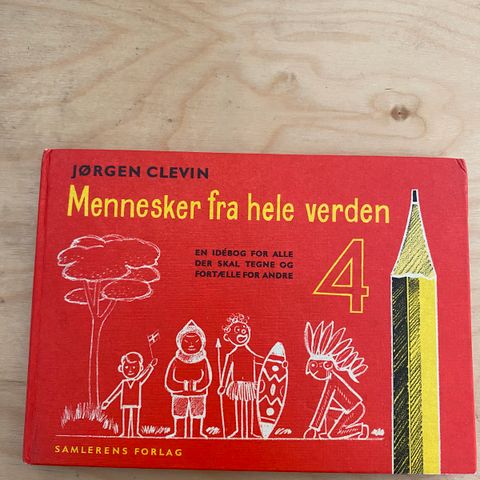 JØRGEN CLEVIN
Mennesker fra hele verden
EN IDÉBOG FOR ALLE
DER SKAL TEGNE OG
FORTÆLLE FOR ANDRE
4
SAMLERENS FORLAG